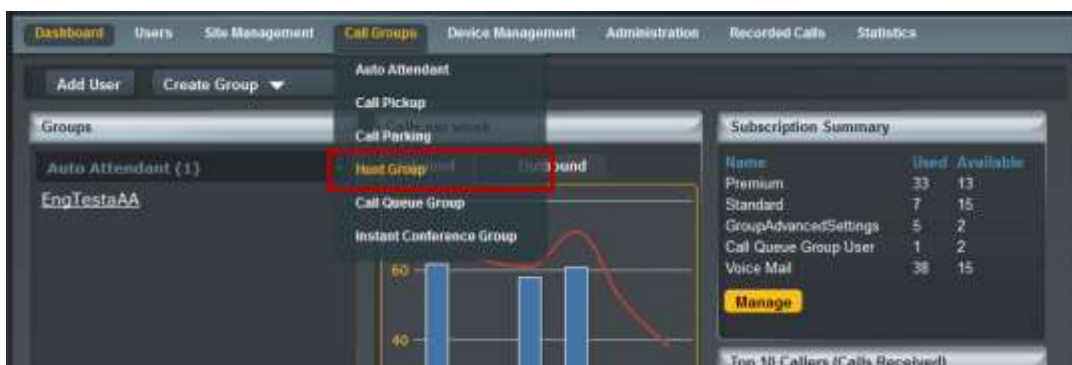 Dashboard Users Site Management Call Groups Device Management Administration Recorded Calls Statistics
Add User Create Group
Auto Attendant
Call Pickup
Call Parking
Hunt Group
Call Queue Group
Instant Conference Group
Groups
Auto Attendant (1)
EngTestaAA
60
40
Subscription Summary
Name Used Available
Premium 33 13
Standard 7 15
GroupAdvancedSettings 5 2
Call Queue Group User 1 2
Voice Mail 38 15
Manage
Top 10 Callers (Calls Received)